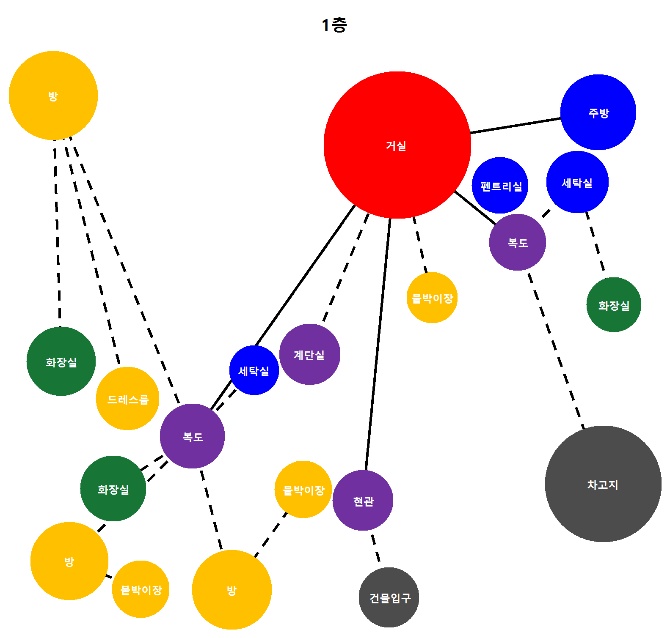 1층
방
거실
주방
펜트리실
세탁실
복도
붙박이장
화장실
계단실
세탁실
화장실
드레스룸
복도
화장실
붙박이장
현관
차고지
방
붙박이장
방
건물입구